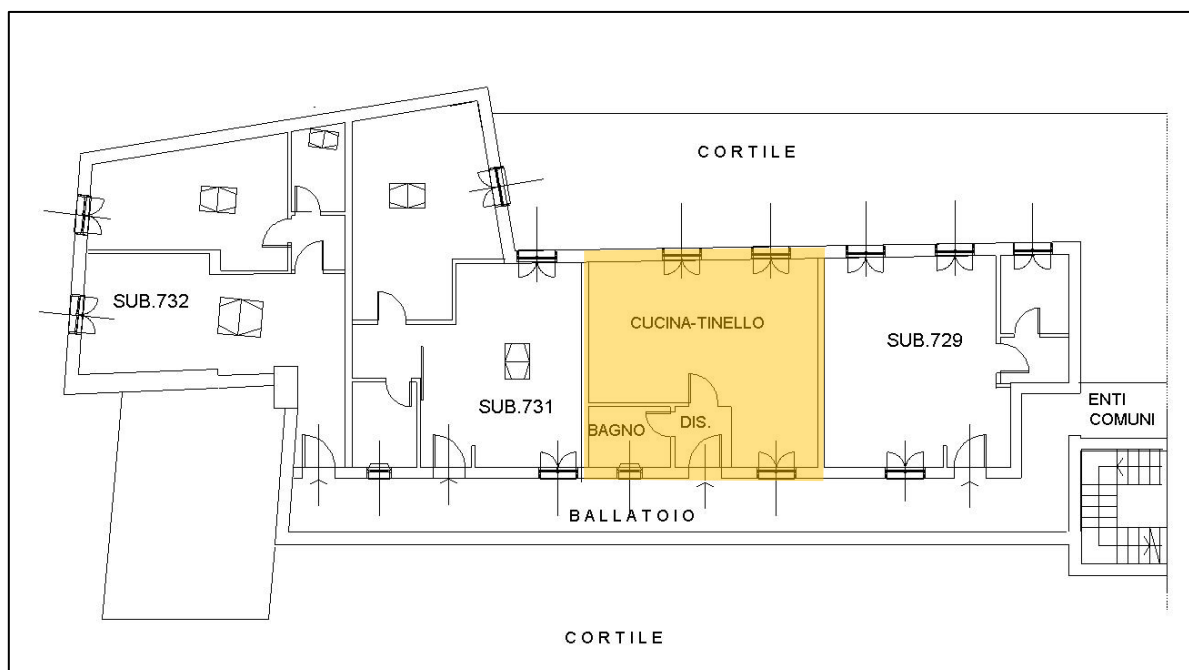 CORTILE
SUB.732
CUCINA-TINELLO
SUB.729
SUB.731
BAGNO
DIS.
ENTI
COMUNI
BALLATOIO
CORTILE